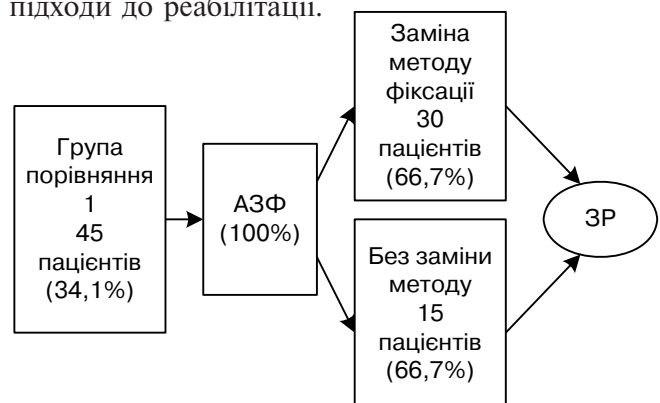 підходи до реабілітації.
Група
порівняння
1
45
пацієнтів
(34,1%)
АЗФ
(100%)
Заміна
методу
фіксації
30
пацієнтів
(66,7%)
Без заміни
методу
15
пацієнтів
(66,7%)
ЗР